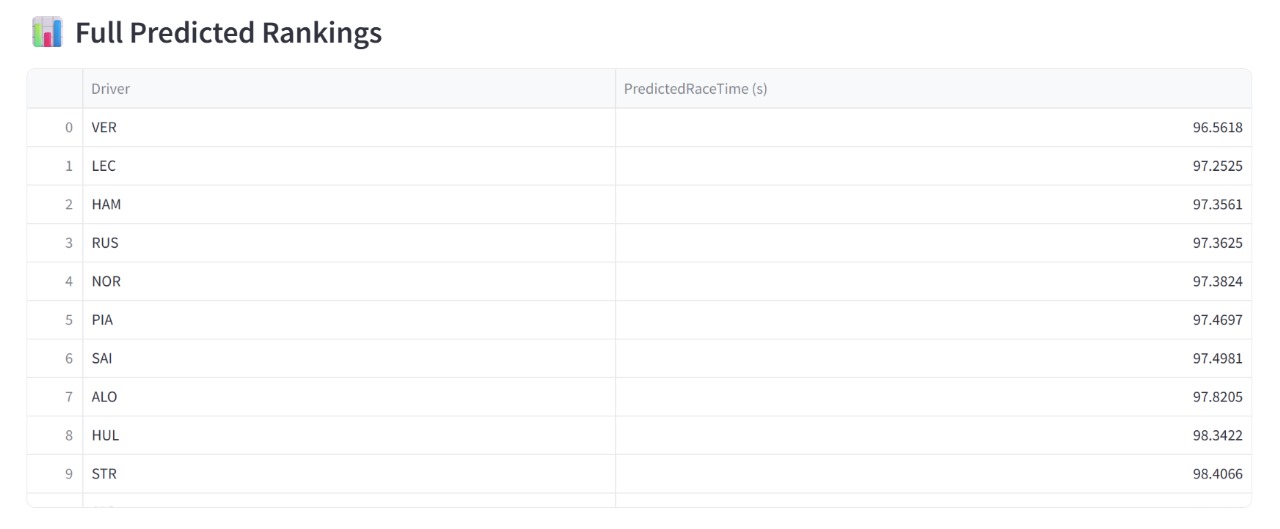 Full Predicted Rankings
Driver PredictedRaceTime (s)
0 VER 96.5618
1 LEC 97.2525
2 HAM 97.3561
3 RUS 97.3625
4 NOR 97.3824
5 PIA 97.4697
6 SAI 97.4981
7 ALO 97.8205
8 HUL 98.3422
9 STR 98.4066